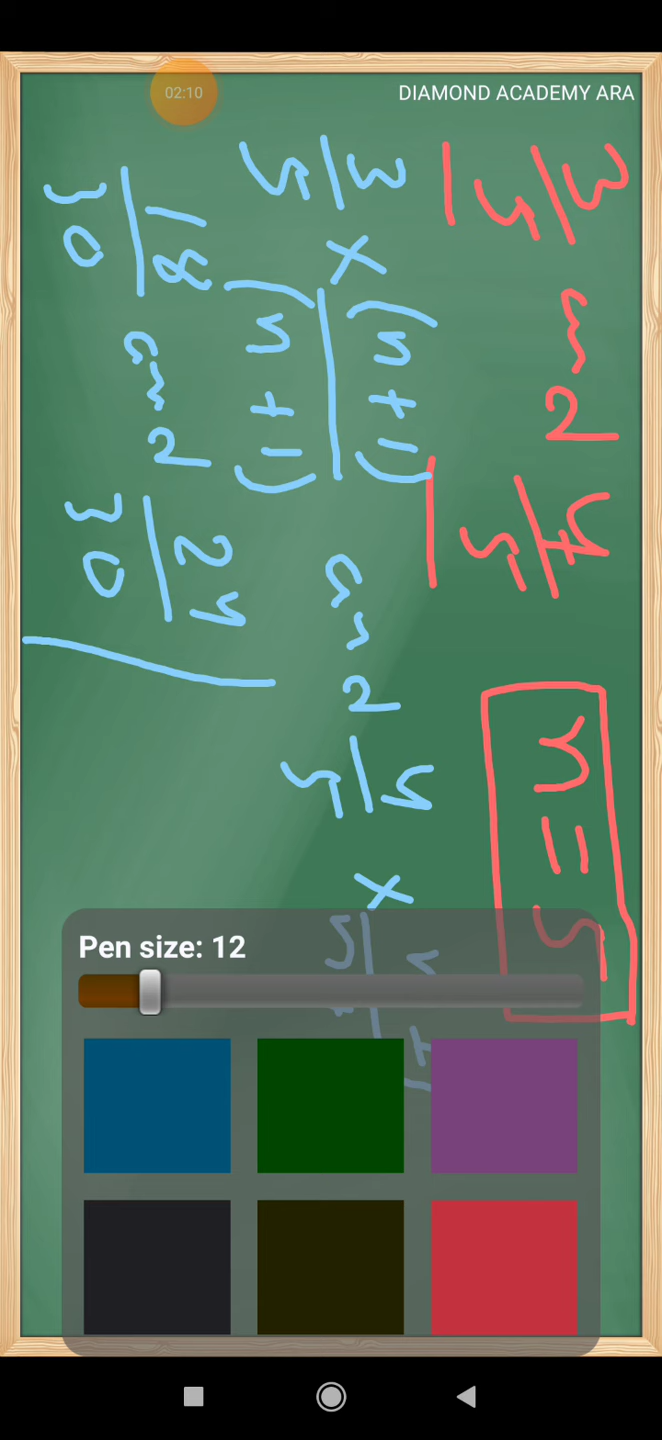 02:10
DIAMOND ACADEMY ARA
3/5 and 4/5
n = 5
3/5 × (n+1)/(n+1) and 4/5 ×
18/30 and 24/30
Pen size: 12